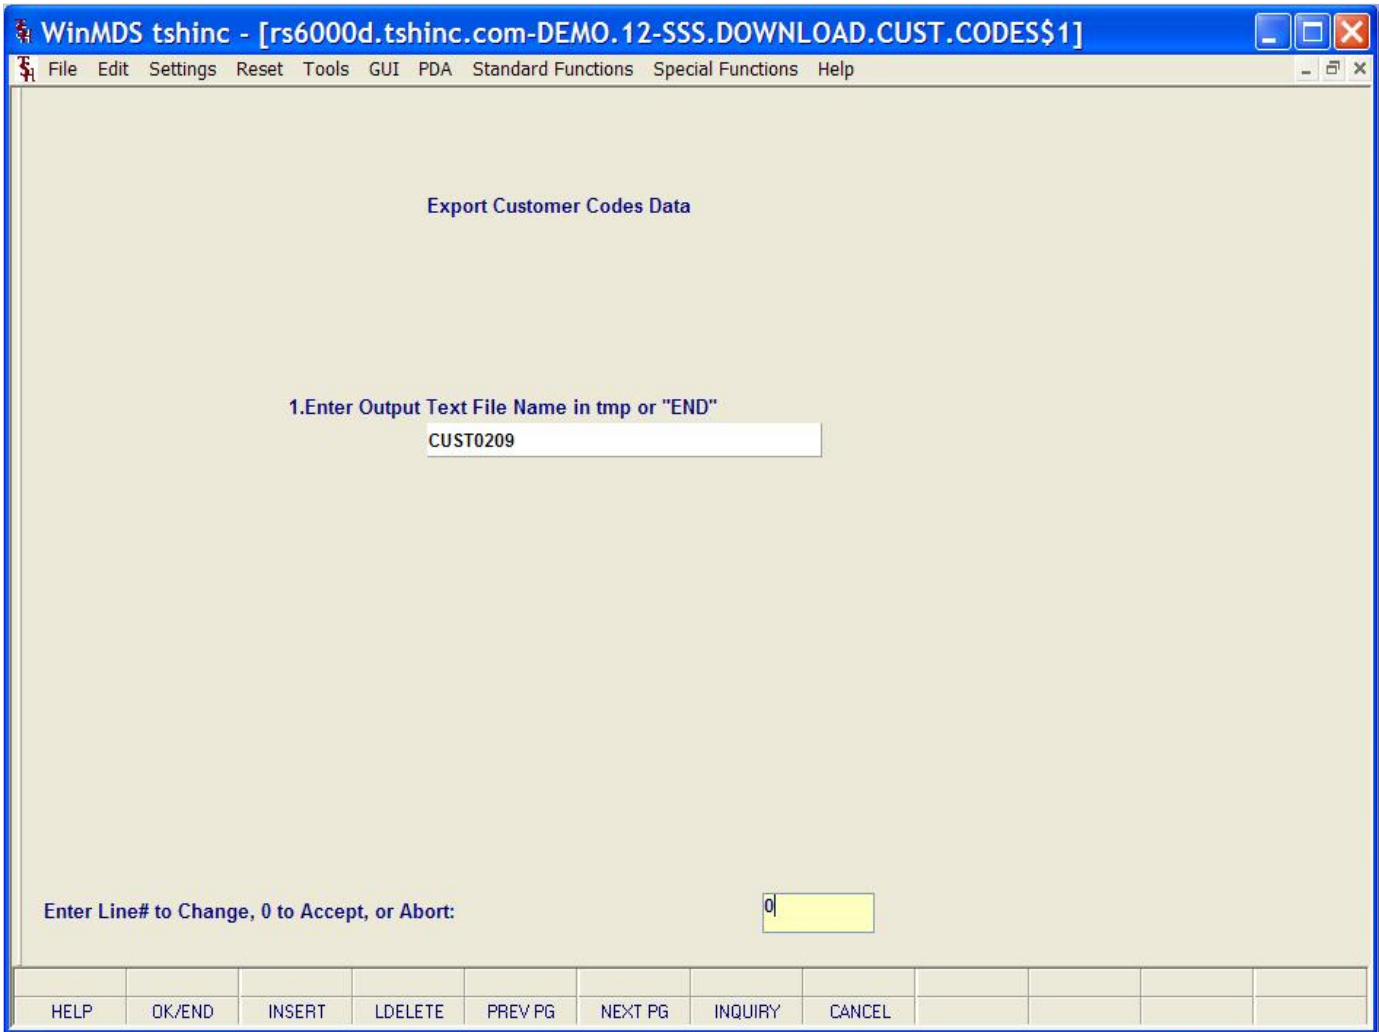 WinMDS tshinc - [rs6000d.tshinc.com-DEMO.12-SSS.DOWNLOAD.CUST.CODES$1]
File Edit Settings Reset Tools GUI PDA Standard Functions Special Functions Help
Export Customer Codes Data
1.Enter Output Text File Name in tmp or "END"
CUST0209
Enter Line# to Change, 0 to Accept, or Abort: 0
HELP OK/END INSERT LDELETE PREV PG NEXT PG INQUIRY CANCEL